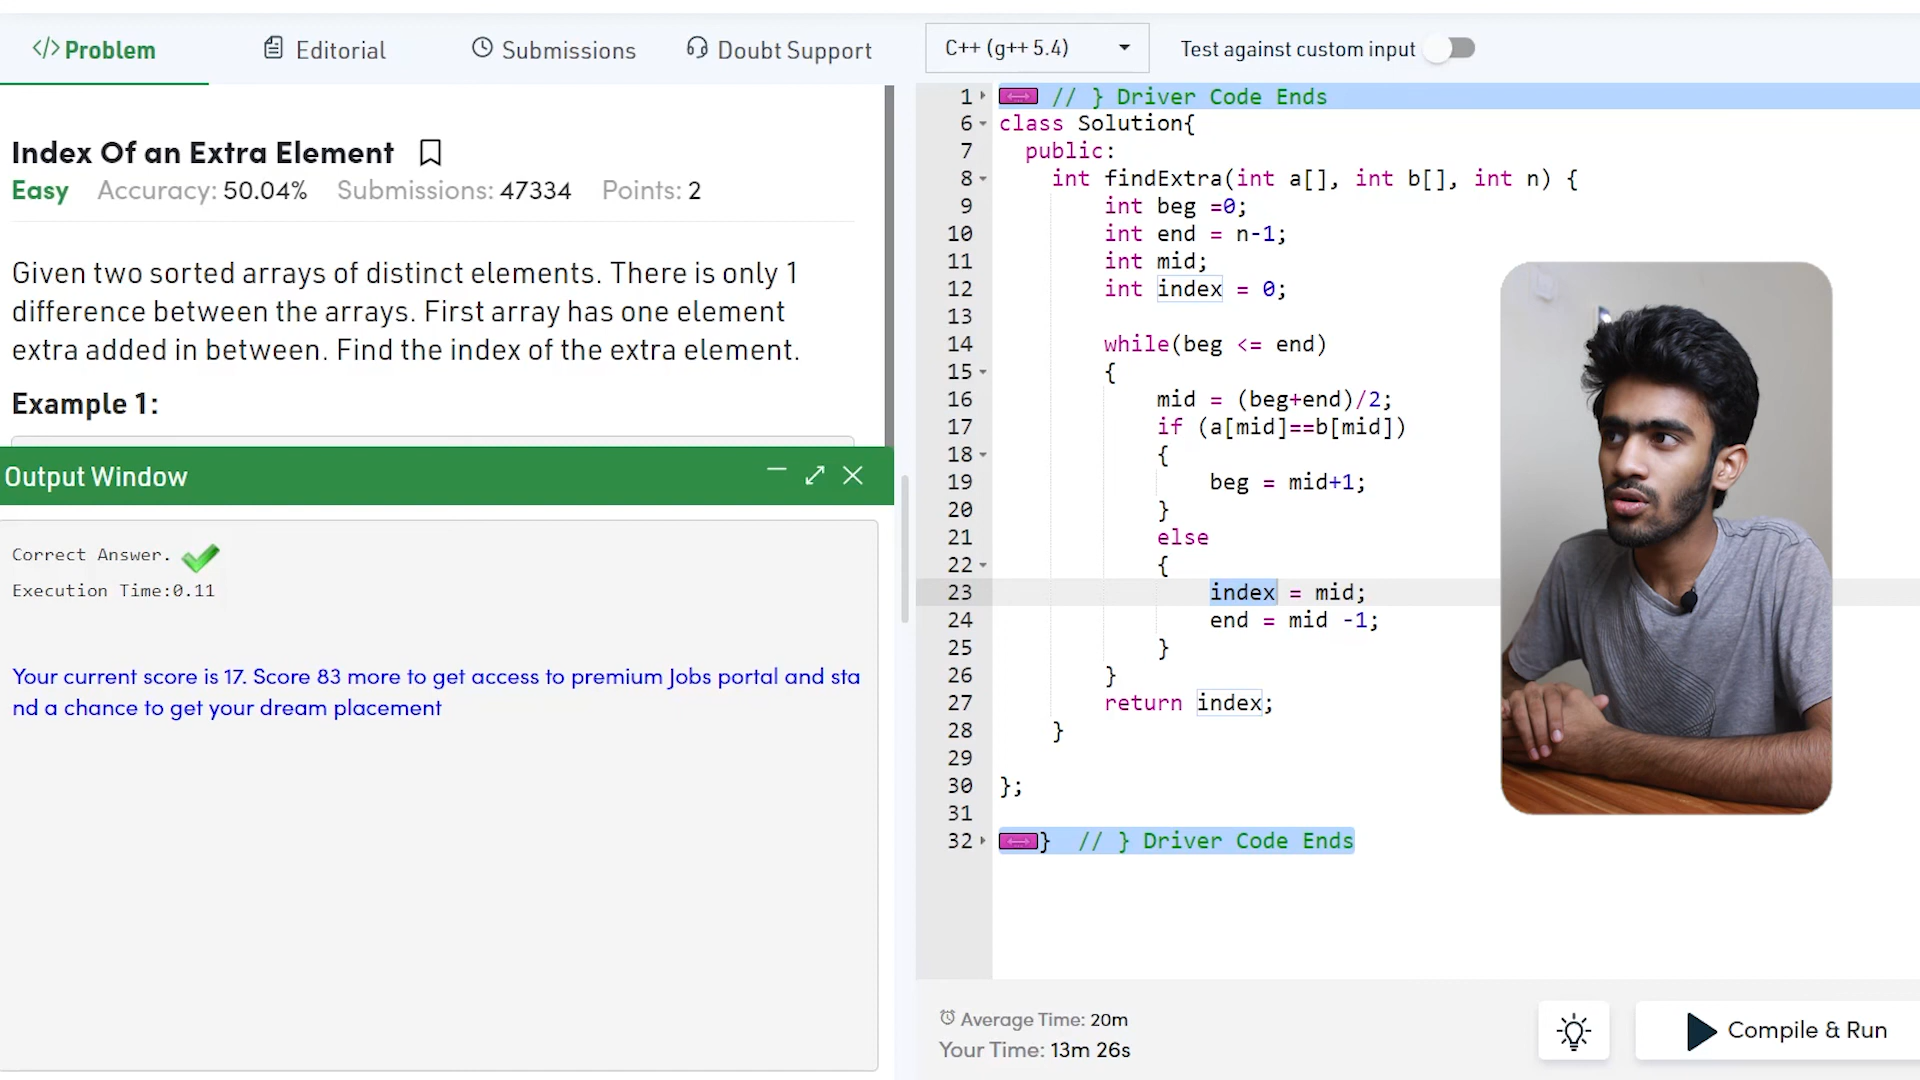 </> Problem
Editorial
Submissions
Doubt Support
C++ (g++ 5.4)
Test against custom input
Index Of an Extra Element
Easy Accuracy: 50.04% Submissions: 47334 Points: 2
Given two sorted arrays of distinct elements. There is only 1
difference between the arrays. First array has one element
extra added in between. Find the index of the extra element.
Example 1:
Output Window
Correct Answer.
Execution Time:0.11
Your current score is 17. Score 83 more to get access to premium Jobs portal and sta
nd a chance to get your dream placement
1 // } Driver Code Ends
6 class Solution{
7 public:
8 int findExtra(int a[], int b[], int n) {
9 int beg =0;
10 int end = n-1;
11 int mid;
12 int index = 0;
13
14 while(beg <= end)
15 {
16 mid = (beg+end)/2;
17 if (a[mid]==b[mid])
18 {
19 beg = mid+1;
20 }
21 else
22 {
23 index = mid;
24 end = mid -1;
25 }
26 }
27 return index;
28 }
29
30 };
31
32 } // } Driver Code Ends
Average Time: 20m
Your Time: 13m 26s
Compile & Run